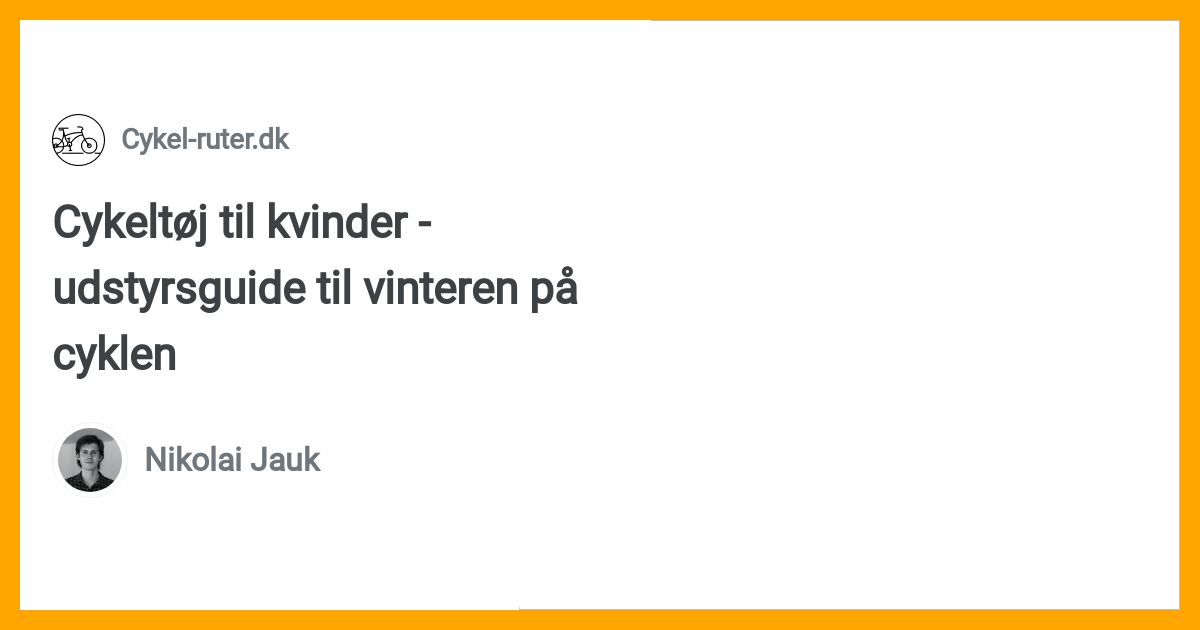 Cykel-ruter.dk
Cykeltøj til kvinder -
udstyrsguide til vinteren på
cyklen
Nikolai Jauk